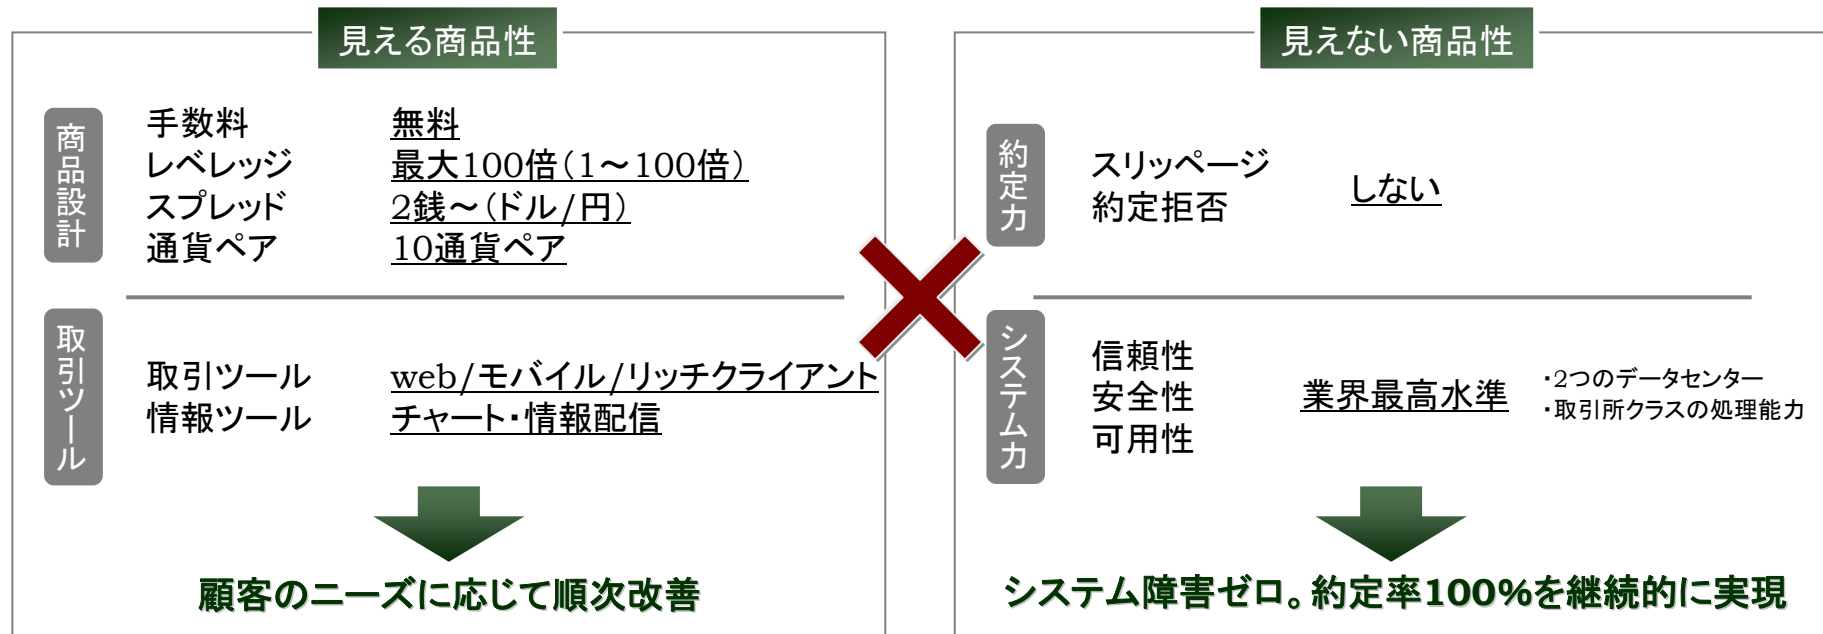 見える商品性
商品設計
手数料 無料
レベレッジ 最大100倍(1～100倍)
スプレッド 2銭～(ドル/円)
通貨ペア 10通貨ペア
取引ツール
取引ツール web/モバイル/リッチクライアント
情報ツール チャート・情報配信
顧客のニーズに応じて順次改善
見えない商品性
約定力
スリッページ
約定拒否
しない
システム力
信頼性
安全性
可用性
業界最高水準
・2つのデータセンター
・取引所クラスの処理能力
システム障害ゼロ。約定率100%を継続的に実現